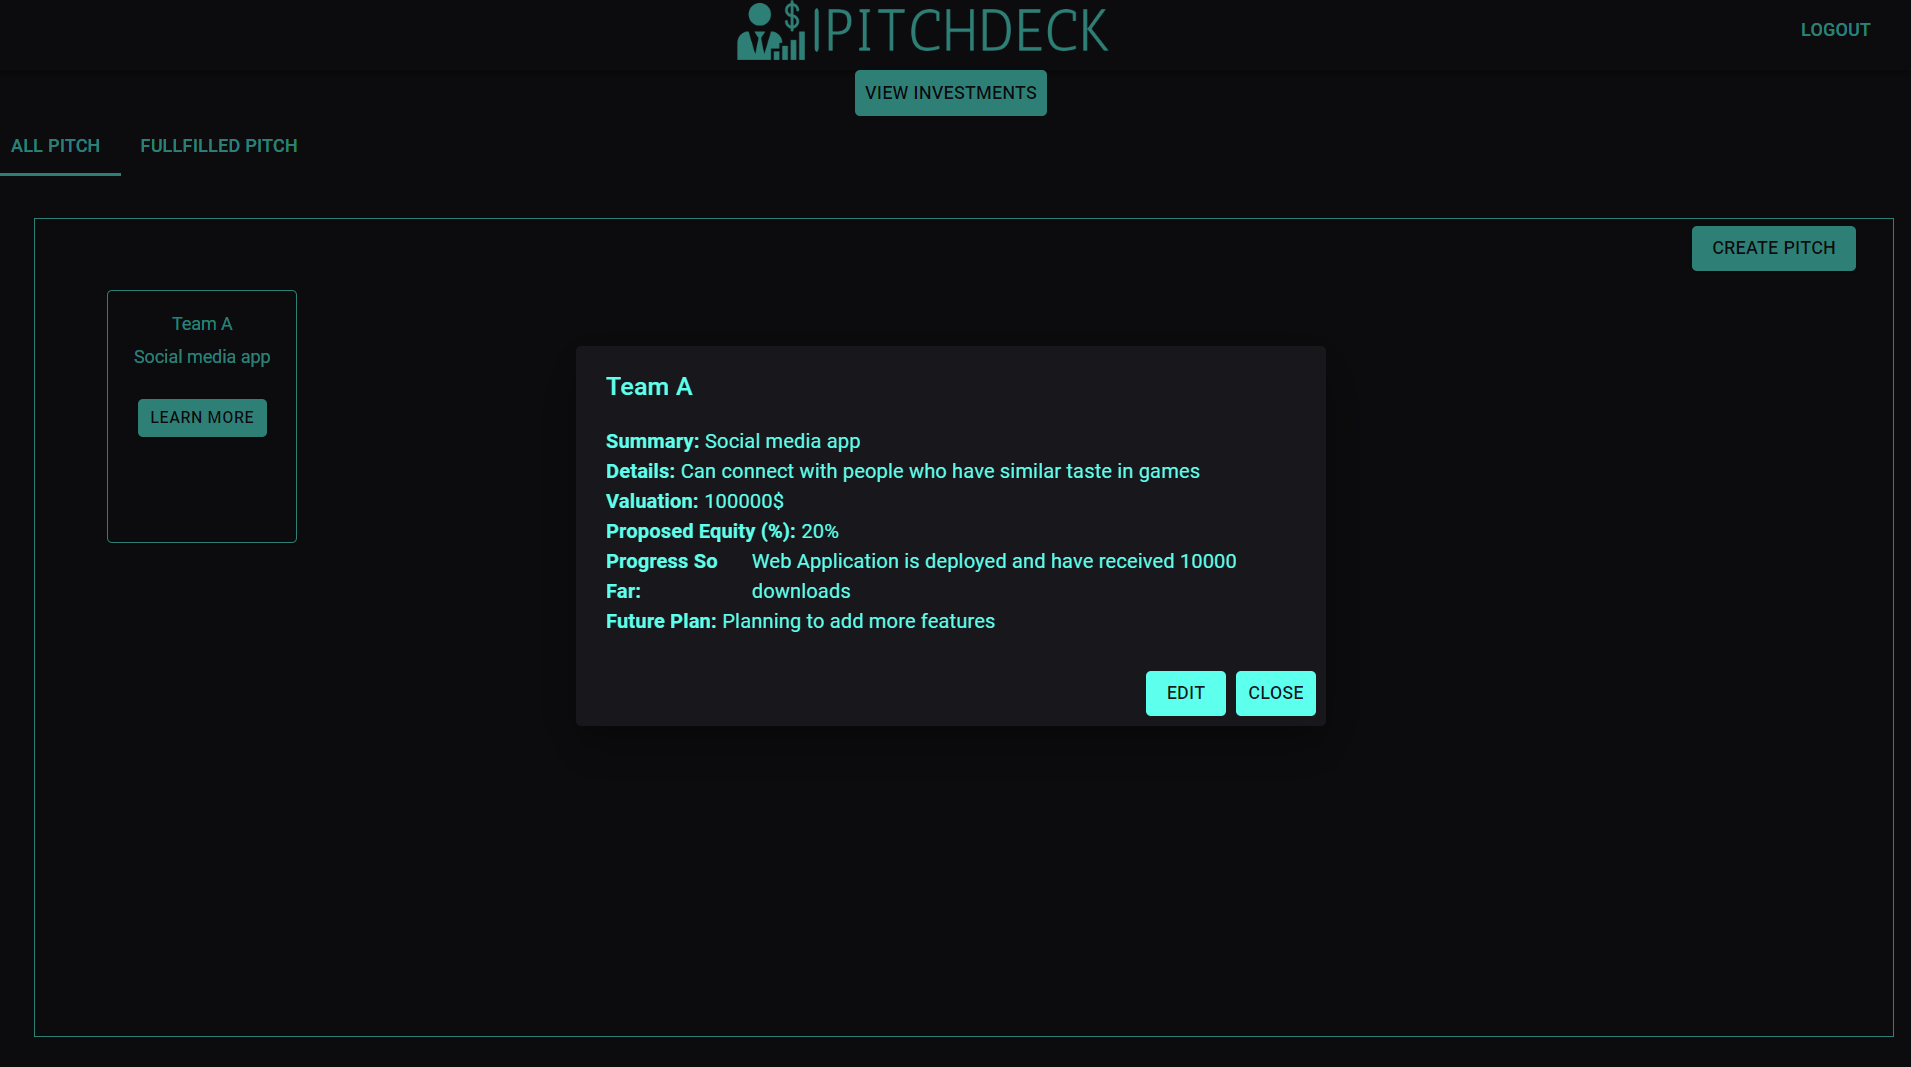 IPITCHDECK
LOGOUT
VIEW INVESTMENTS
ALL PITCH
FULLFILLED PITCH
CREATE PITCH
Team A
Social media app
LEARN MORE
Team A
Summary: Social media app
Details: Can connect with people who have similar taste in games
Valuation: 100000$
Proposed Equity (%): 20%
Progress So Web Application is deployed and have received 10000
Far: downloads
Future Plan: Planning to add more features
EDIT
CLOSE